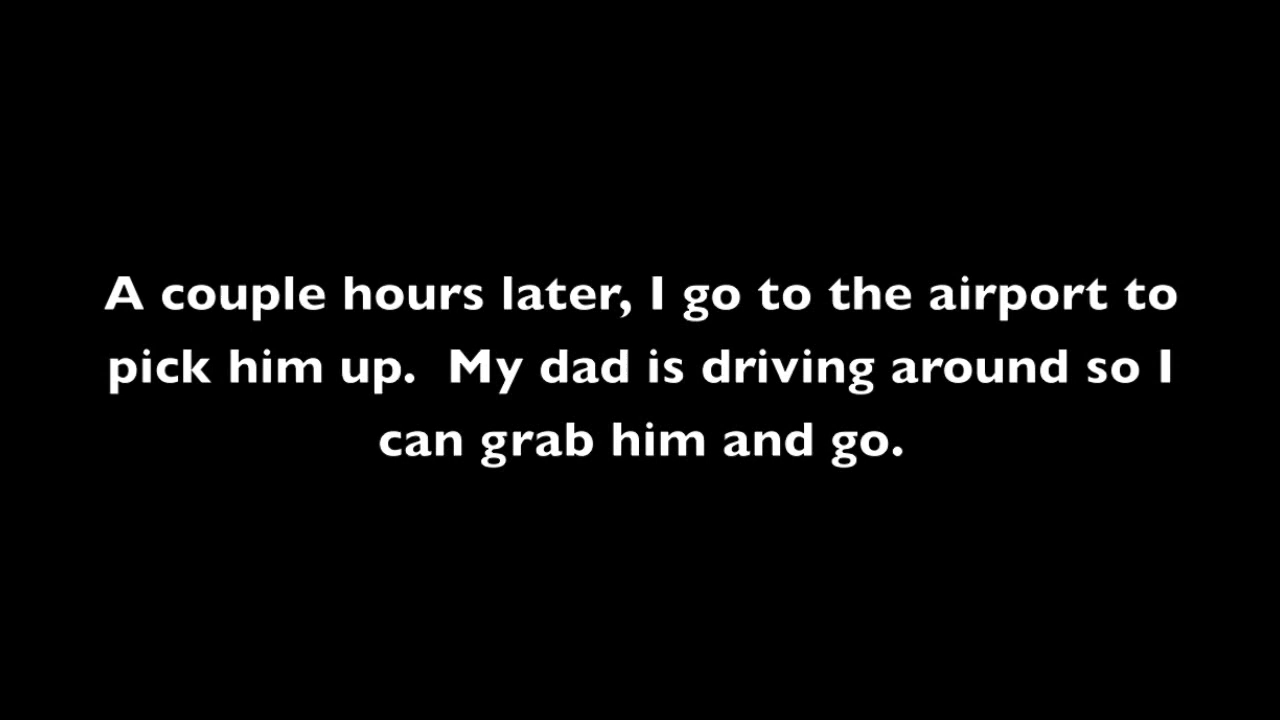 A couple hours later, I go to the airport to
pick him up.  My dad is driving around so I
can grab him and go.